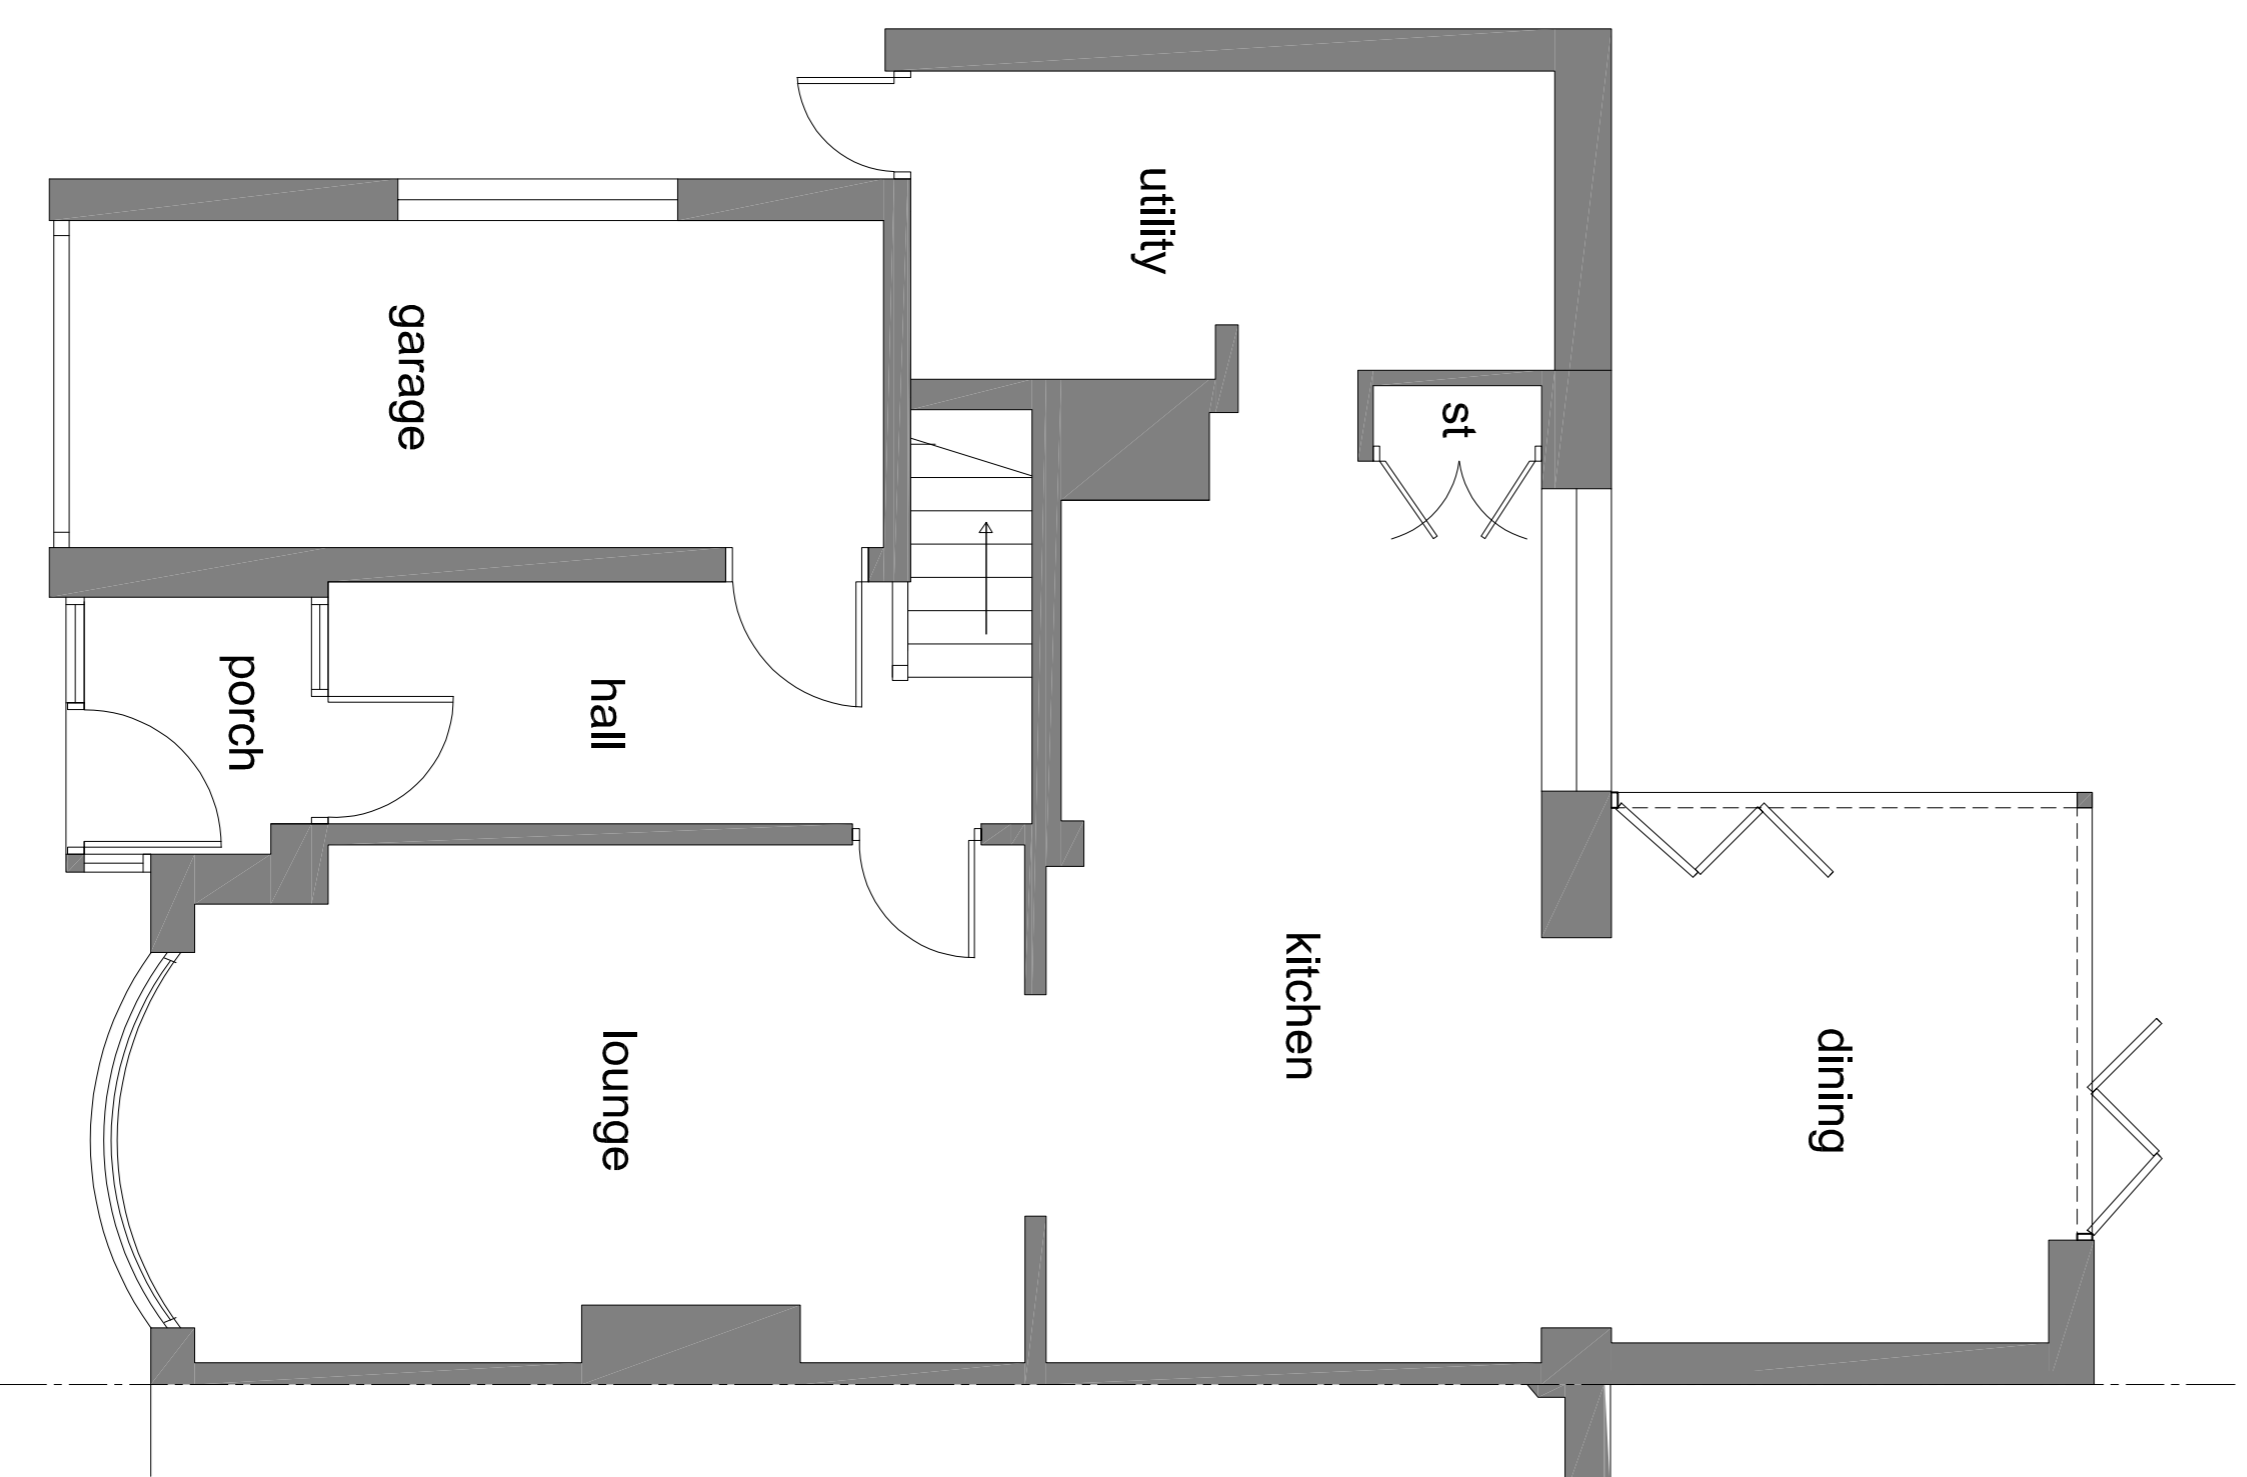 utility
garage
st
porch
hall
kitchen
lounge
dining